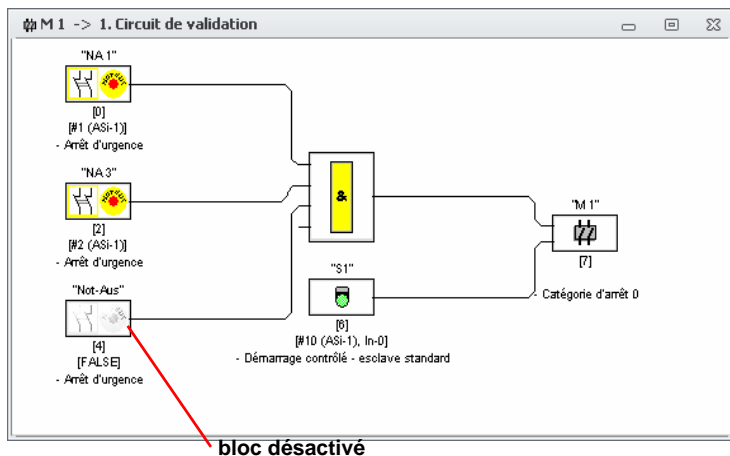 M 1 -> 1. Circuit de validation
"NA 1"
[0]
[#1 (ASi-1)]
- Arrêt d'urgence
"NA 3"
[2]
[#2 (ASi-1)]
- Arrêt d'urgence
"Not-Aus"
[4]
[FALSE]
- Arrêt d'urgence
&
"S1"
[6]
[#10 (ASi-1), In-0]
- Démarrage contrôlé - esclave standard
"M 1"
[7]
- Catégorie d'arrêt 0
bloc désactivé